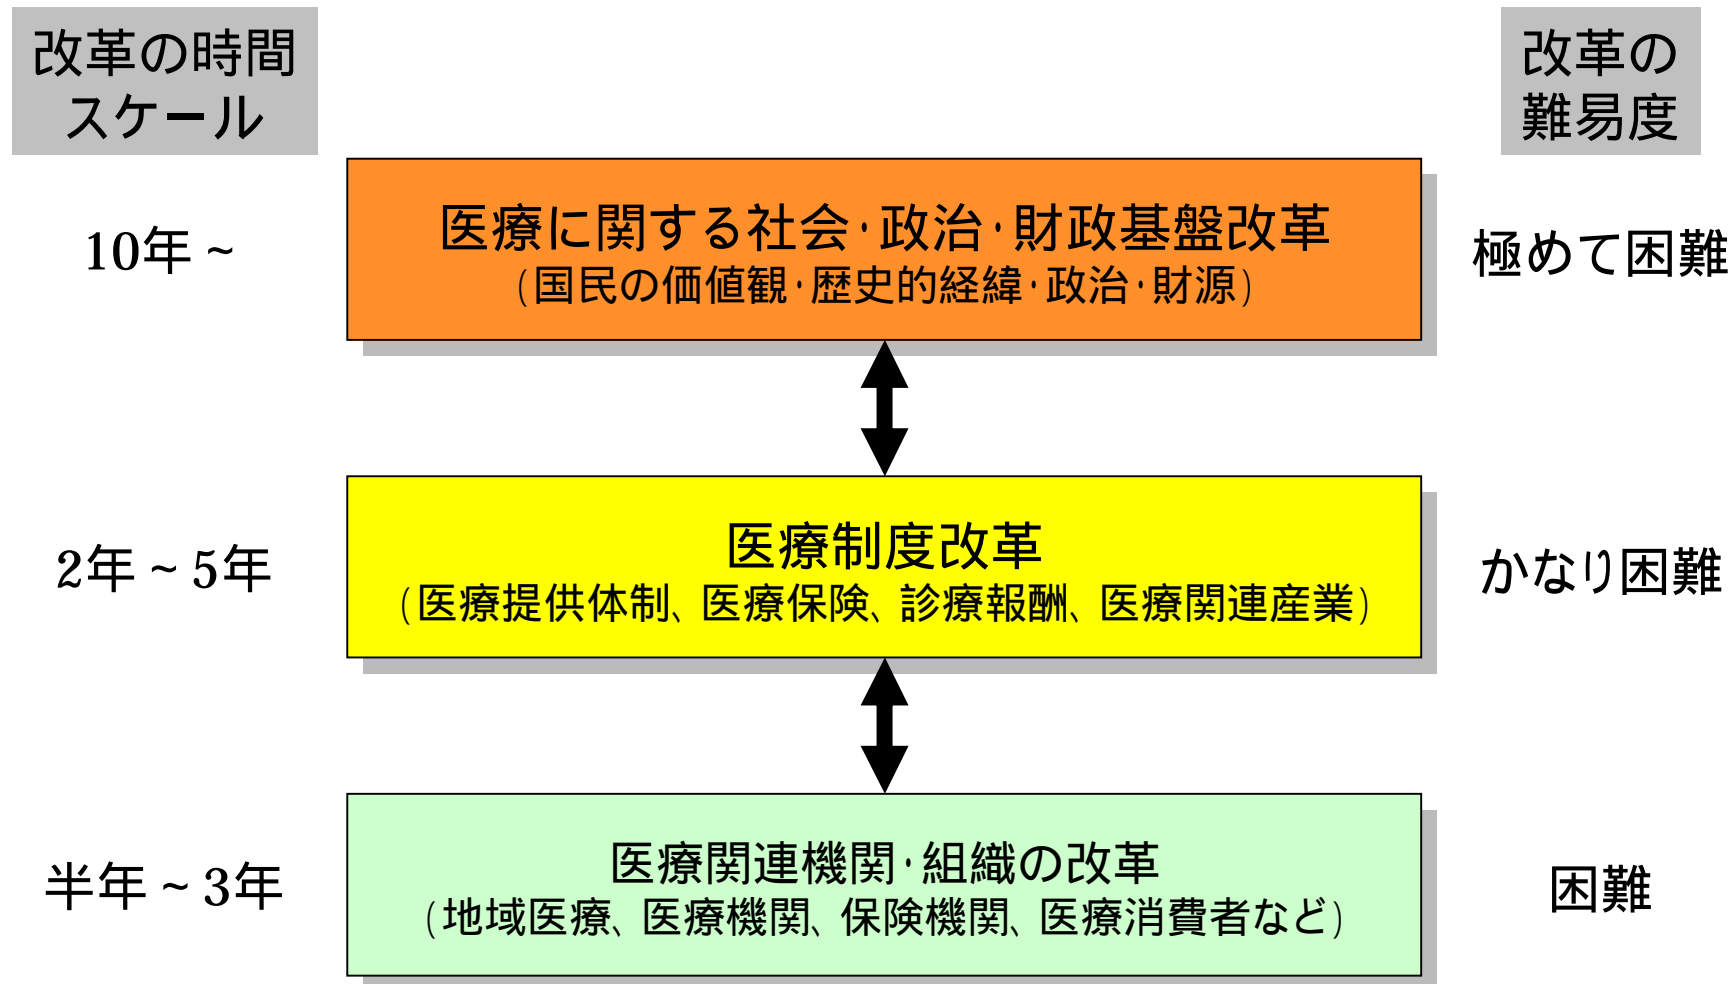 改革の時間
スケール
改革の
難易度
10年～
医療に関する社会・政治・財政基盤改革
（国民の価値観・歴史的経緯・政治・財源）
極めて困難
2年～5年
医療制度改革
（医療提供体制、医療保険、診療報酬、医療関連産業）
かなり困難
半年～3年
医療関連機関・組織の改革
（地域医療、医療機関、保険機関、医療消費者など）
困難